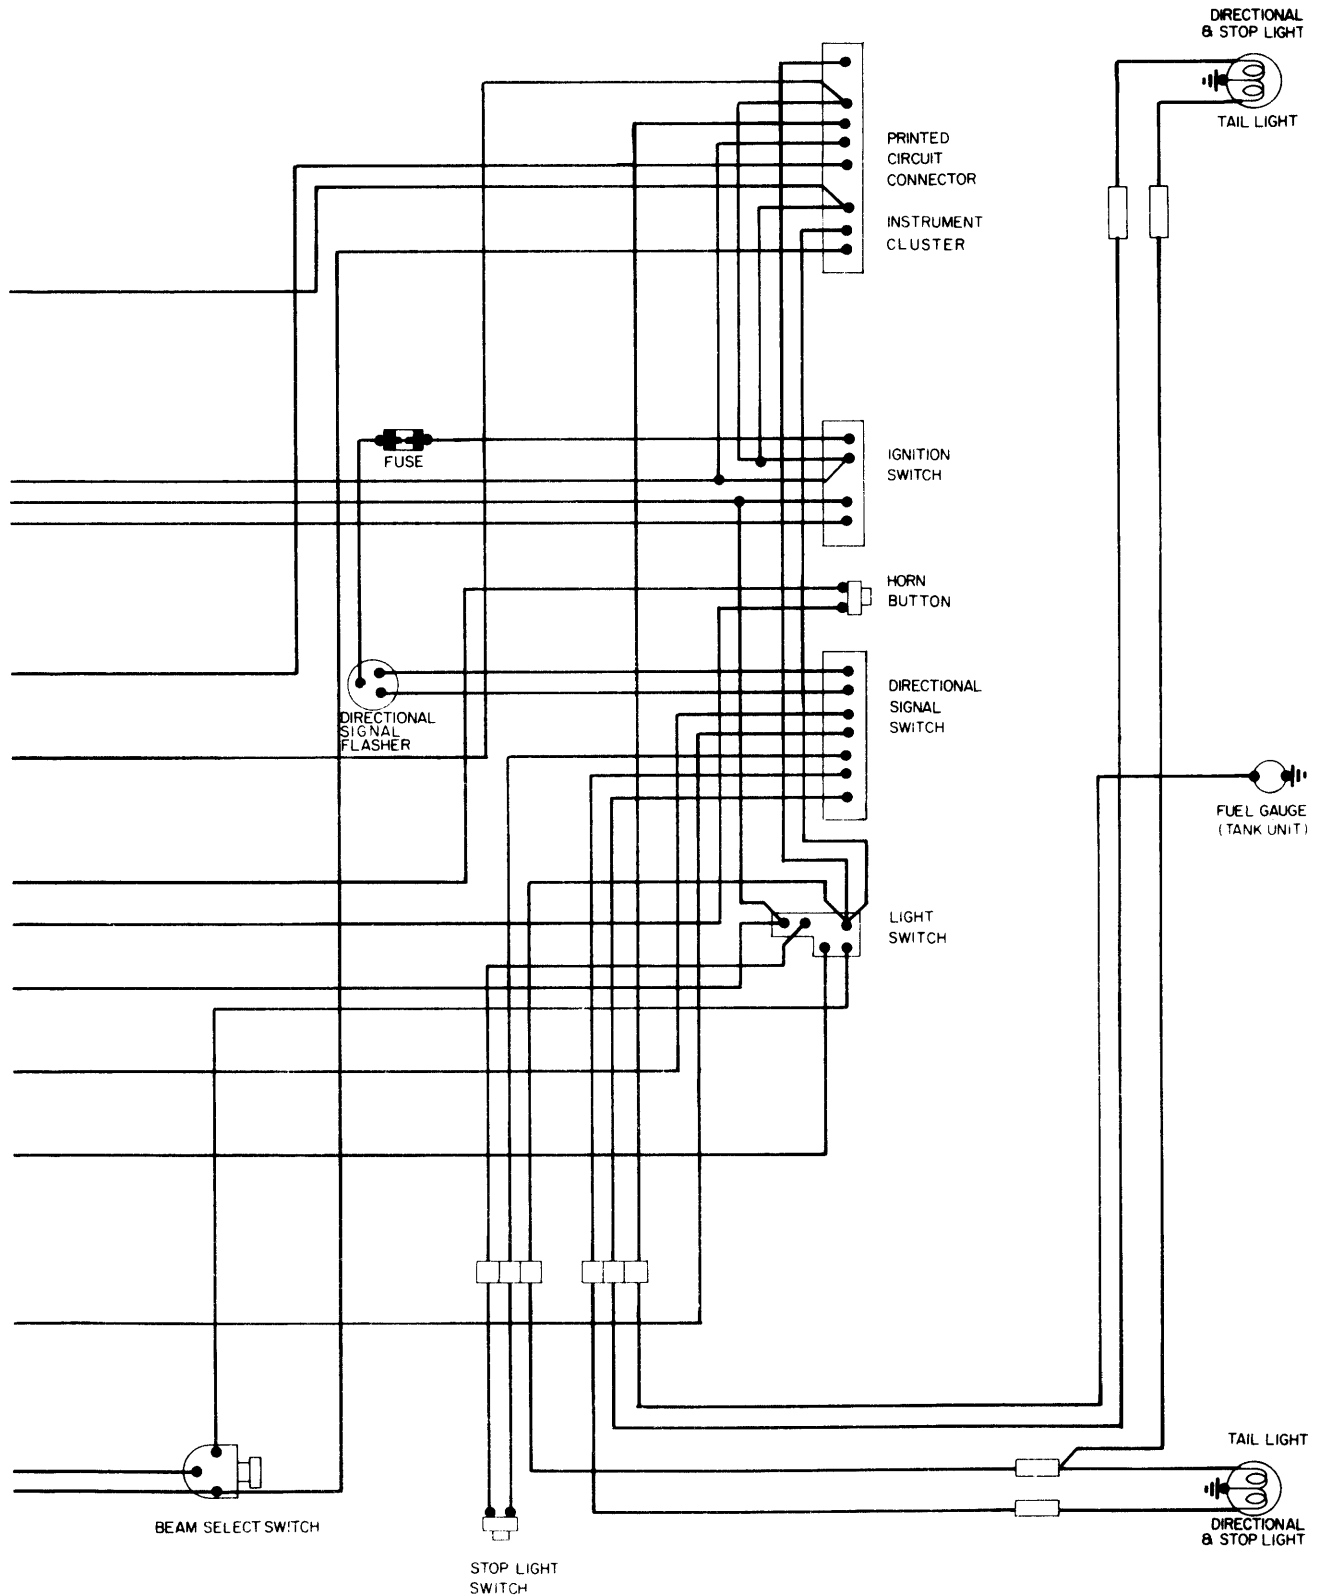 DIRECTIONAL
& STOP LIGHT
TAIL LIGHT
PRINTED
CIRCUIT
CONNECTOR
INSTRUMENT
CLUSTER
FUSE
IGNITION
SWITCH
HORN
BUTTON
DIRECTIONAL
SIGNAL
SWITCH
DIRECTIONAL
SIGNAL
FLASHER
FUEL GAUGE
(TANK UNIT)
LIGHT
SWITCH
TAIL LIGHT
DIRECTIONAL
& STOP LIGHT
BEAM SELECT SWITCH
STOP LIGHT
SWITCH